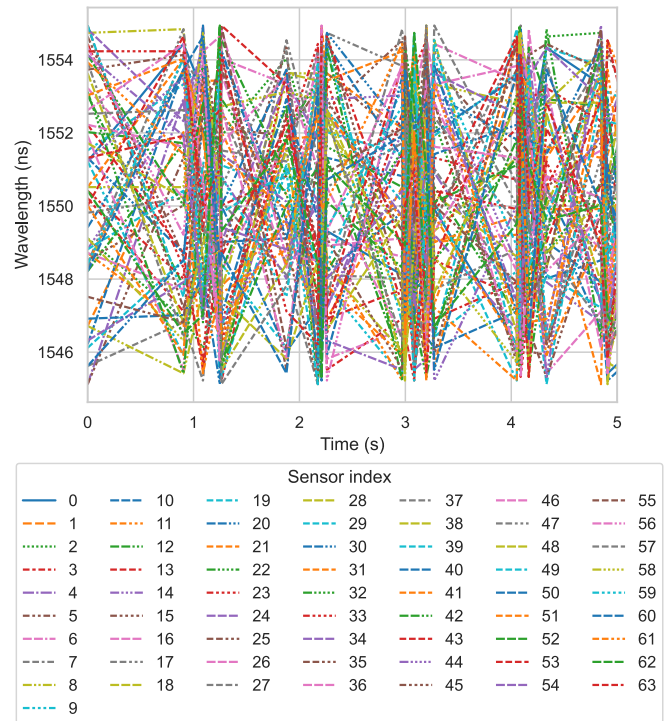 1554
1552
1550
1548
1546
Wavelength (ns)
0 1 2 3 4 5
Time (s)
Sensor index
0 10 19 28 37 46 55
1 11 20 29 38 47 56
2 12 21 30 39 48 57
3 13 22 31 40 49 58
4 14 23 32 41 50 59
5 15 24 33 42 51 60
6 16 25 34 43 52 61
7 17 26 35 44 53 62
8 18 27 36 45 54 63
9